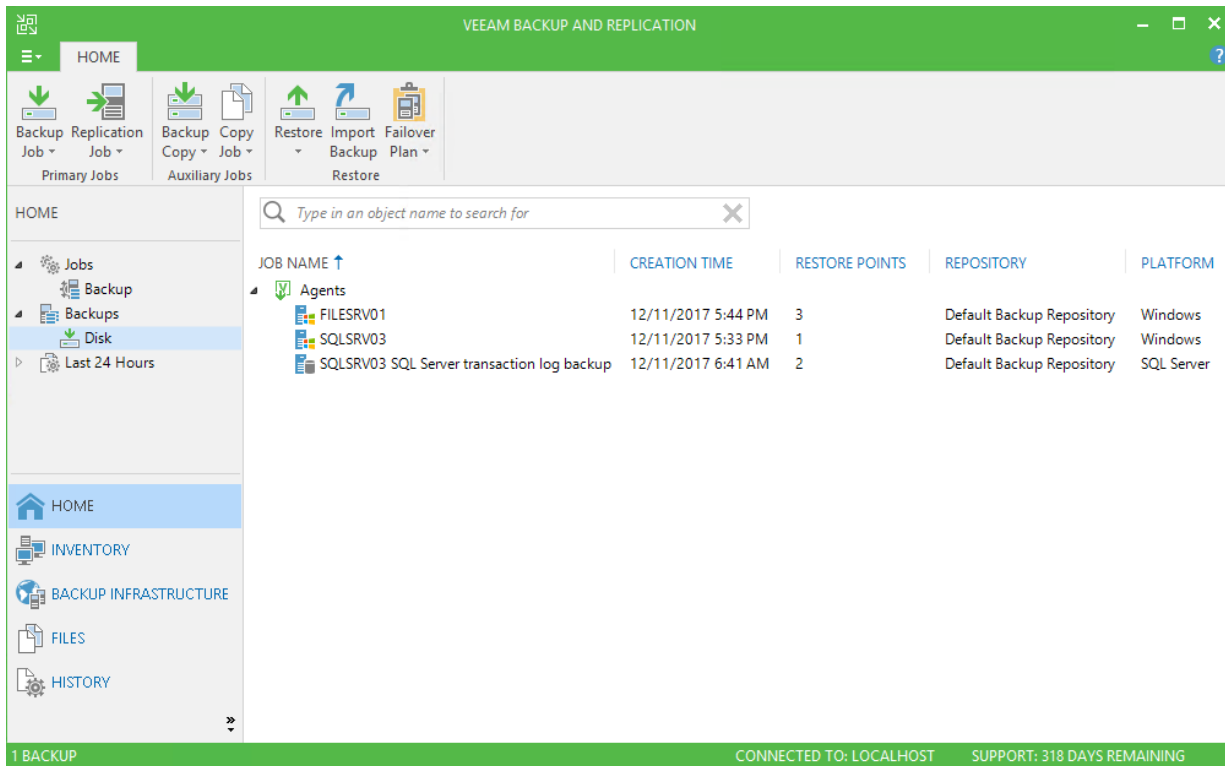 VEEAM BACKUP AND REPLICATION
HOME
?
Backup Job
Replication Job
Backup Copy
Copy Job
Restore
Import Backup
Failover Plan
Primary Jobs
Auxiliary Jobs
Restore
HOME
Type in an object name to search for
Jobs
Backup
Backups
Disk
Last 24 Hours
JOB NAME CREATION TIME RESTORE POINTS REPOSITORY PLATFORM
Agents
FILESRV01 12/11/2017 5:44 PM 3 Default Backup Repository Windows
SQLSRV03 12/11/2017 5:33 PM 1 Default Backup Repository Windows
SQLSRV03 SQL Server transaction log backup 12/11/2017 6:41 AM 2 Default Backup Repository SQL Server
HOME
INVENTORY
BACKUP INFRASTRUCTURE
FILES
HISTORY
1 BACKUP CONNECTED TO: LOCALHOST SUPPORT: 318 DAYS REMAINING